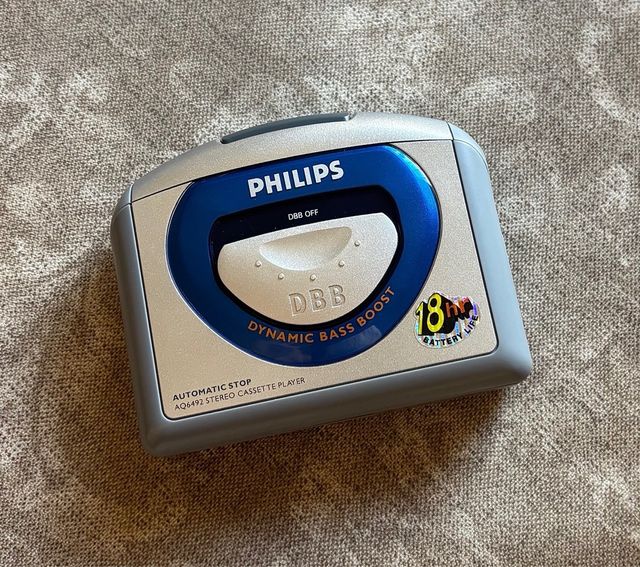 PHILIPS
DBB OFF
DBB
DYNAMIC BASS BOOST
18hr
BATTERY LIFE
AUTOMATIC STOP
AQ6492 STEREO CASSETTE PLAYER